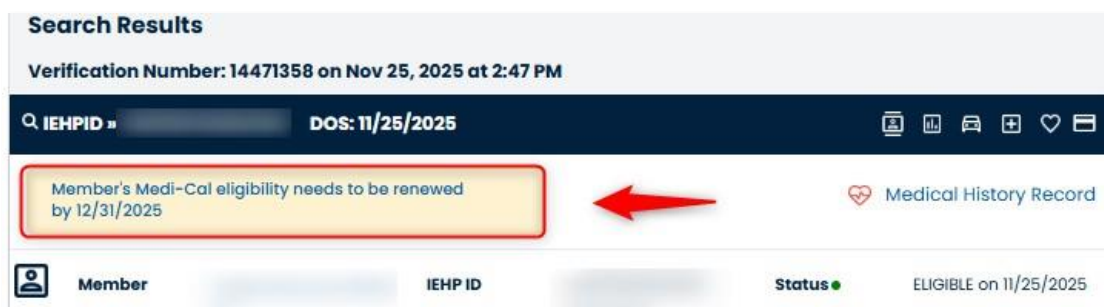 Search Results
Verification Number: 14471358 on Nov 25, 2025 at 2:47 PM
IEHPID » DOS: 11/25/2025
Member's Medi-Cal eligibility needs to be renewed
by 12/31/2025
Medical History Record
Member IEHP ID Status ELIGIBLE on 11/25/2025